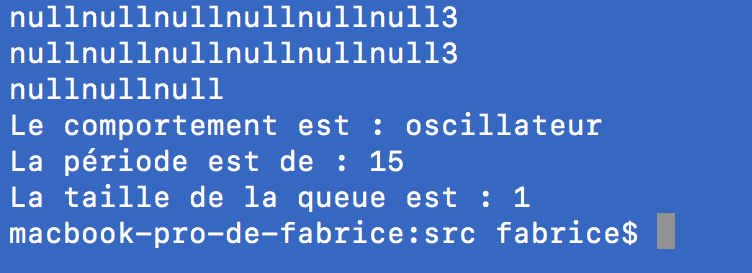 nullnullnullnullnullnull3
nullnullnullnullnullnull3
nullnullnull
Le comportement est : oscillateur
La période est de : 15
La taille de la queue est : 1
macbook-pro-de-fabrice:src fabrice$